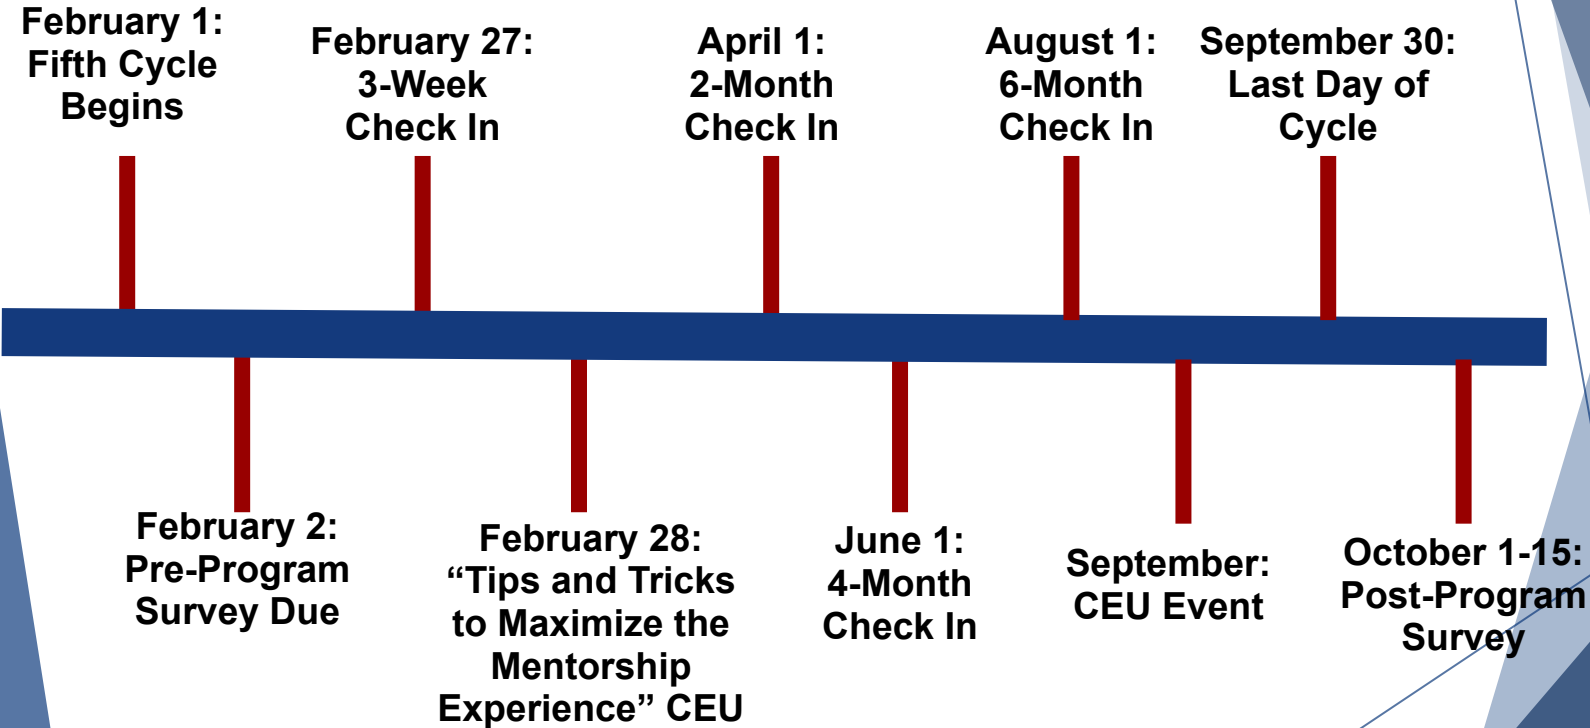 February 1:
Fifth Cycle
Begins
February 27:
3-Week
Check In
April 1:
2-Month
Check In
August 1:
6-Month
Check In
September 30:
Last Day of
Cycle
February 2:
Pre-Program
Survey Due
February 28:
“Tips and Tricks
to Maximize the
Mentorship
Experience” CEU
June 1:
4-Month
Check In
September:
CEU Event
October 1-15:
Post-Program
Survey